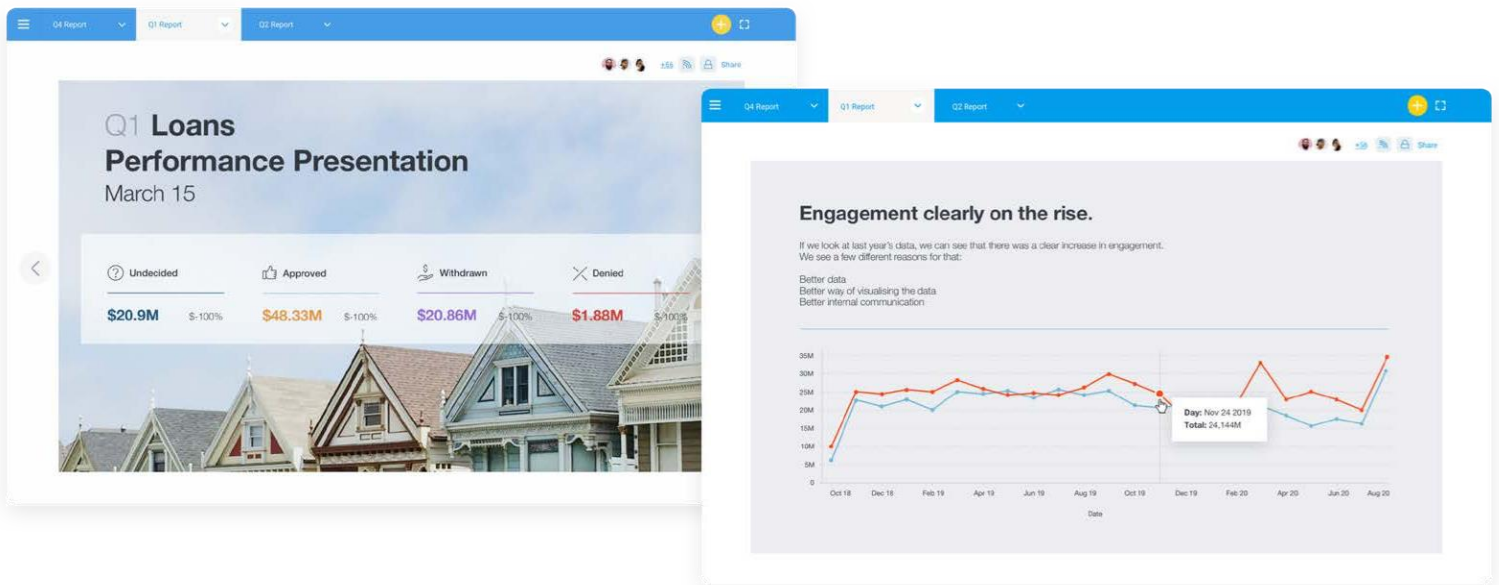 Q4 Report
Q1 Report
Q2 Report
+56
Share
Q1 Loans
Performance Presentation
March 15
Undecided
Approved
Withdrawn
Denied
$20.9M
$-100%
$48.33M
$-100%
$20.86M
$-100%
$1.88M
$-100%
Q4 Report
Q1 Report
Q2 Report
+56
Share
Engagement clearly on the rise.
If we look at last year's data, we can see that there was a clear increase in engagement.
We see a few different reasons for that:
Better data
Better way of visualising the data
Better internal communication
35M
30M
25M
20M
15M
10M
5M
0
Day: Nov 24 2019
Total: 24,144M
Oct 18
Dec 18
Feb 19
Apr 19
Jun 19
Aug 19
Oct 19
Dec 19
Feb 20
Apr 20
Jun 20
Aug 20
Date